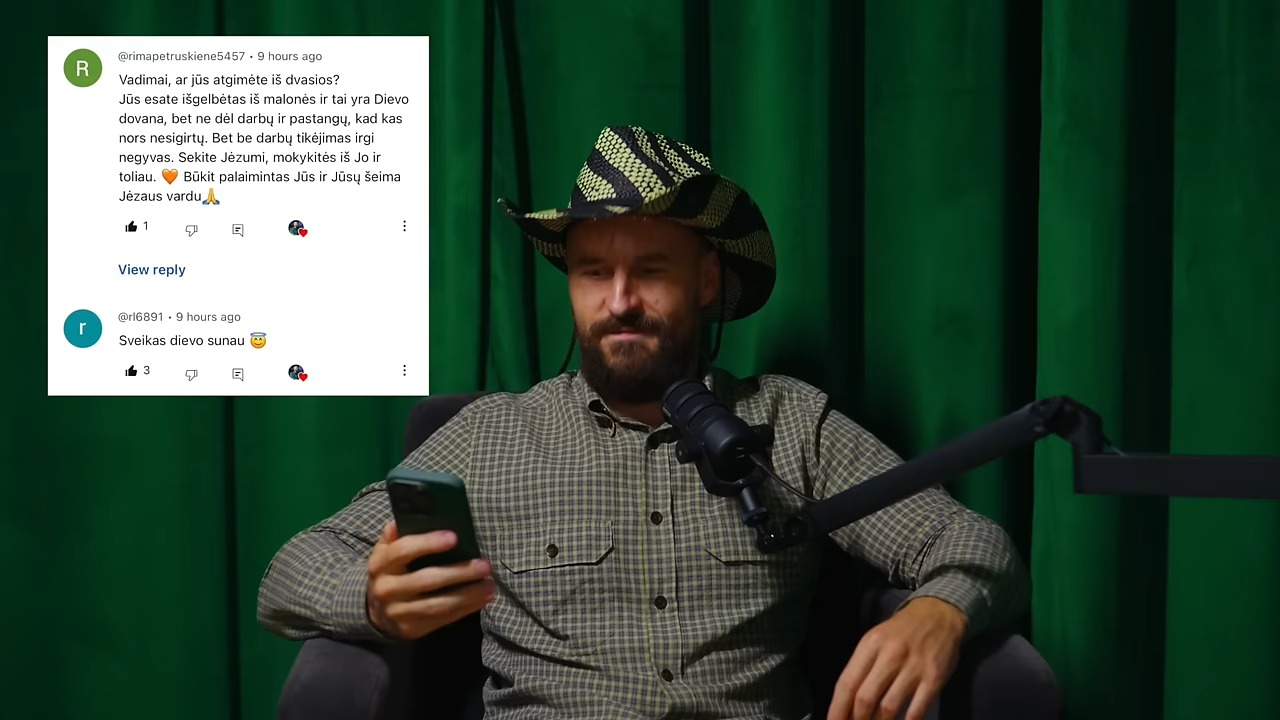 @rimapetruskiene5457 • 9 hours ago
Vadimai, ar jūs atgimėte iš dvasios?
Jūs esate išgelbėtas iš malonės ir tai yra Dievo
dovana, bet ne dėl darbų ir pastangų, kad kas
nors nesigirtų. Bet be darbų tikėjimas irgi
negyvas. Sekite Jėzumi, mokykitės iš Jo ir
toliau. 🧡 Būkit palaimintas Jūs ir Jūsų šeima
Jėzaus vardu🙏
1
View reply
@rl6891 • 9 hours ago
Sveikas dievo sunau 😇
3
R
r